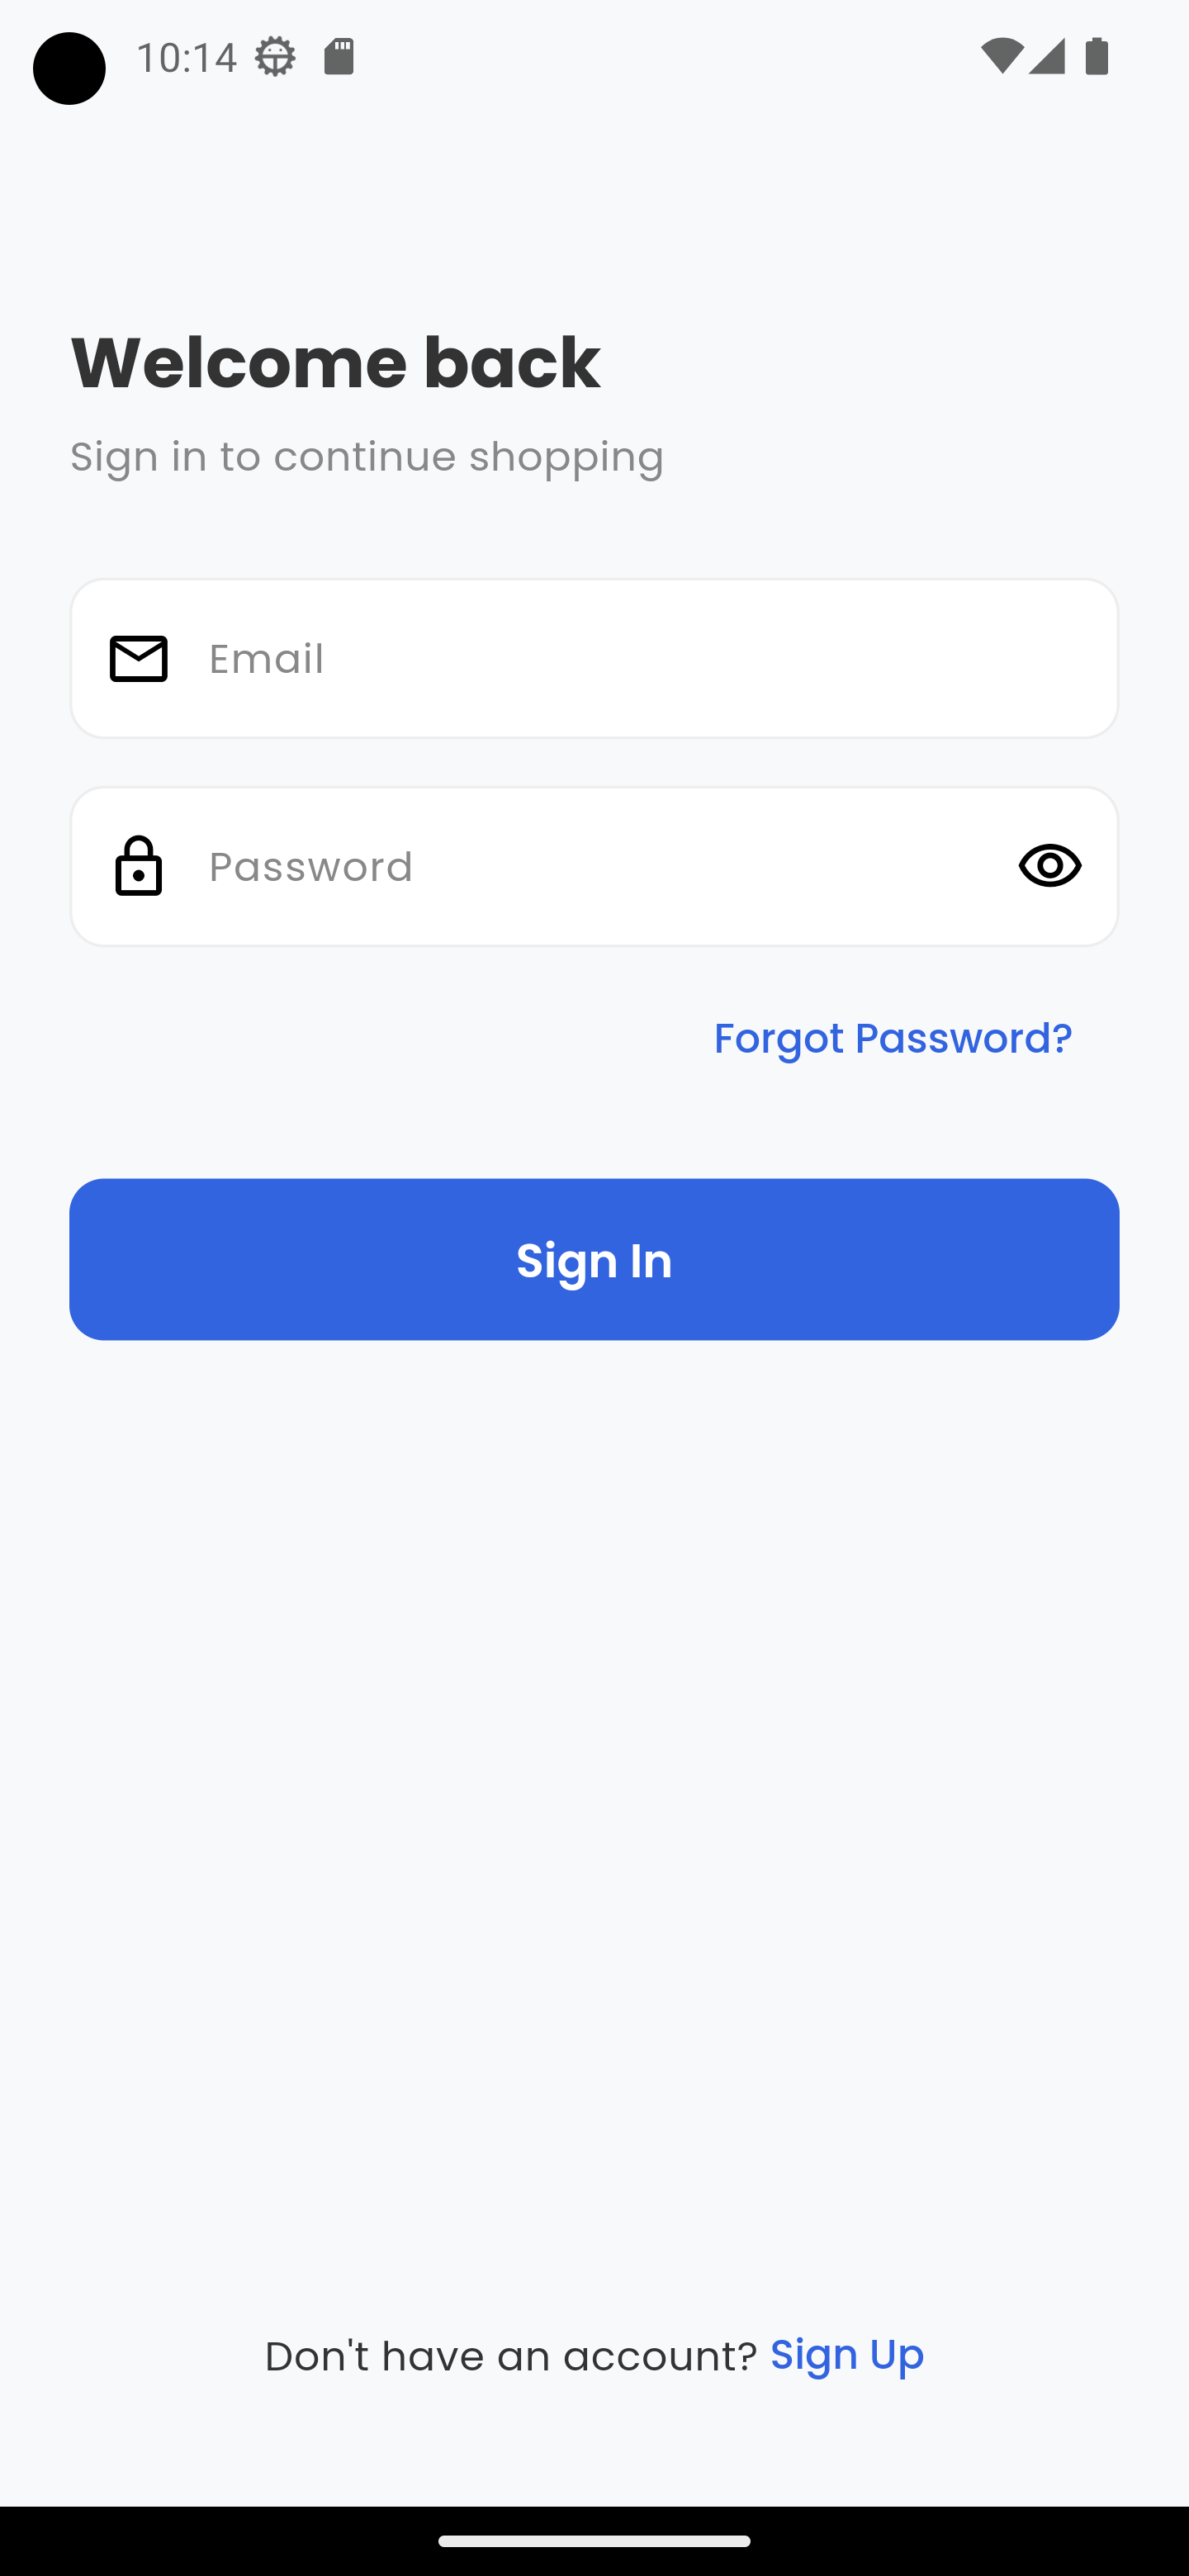 10:14
Welcome back
Sign in to continue shopping
Email
Password
Forgot Password?
Sign In
Don't have an account? Sign Up